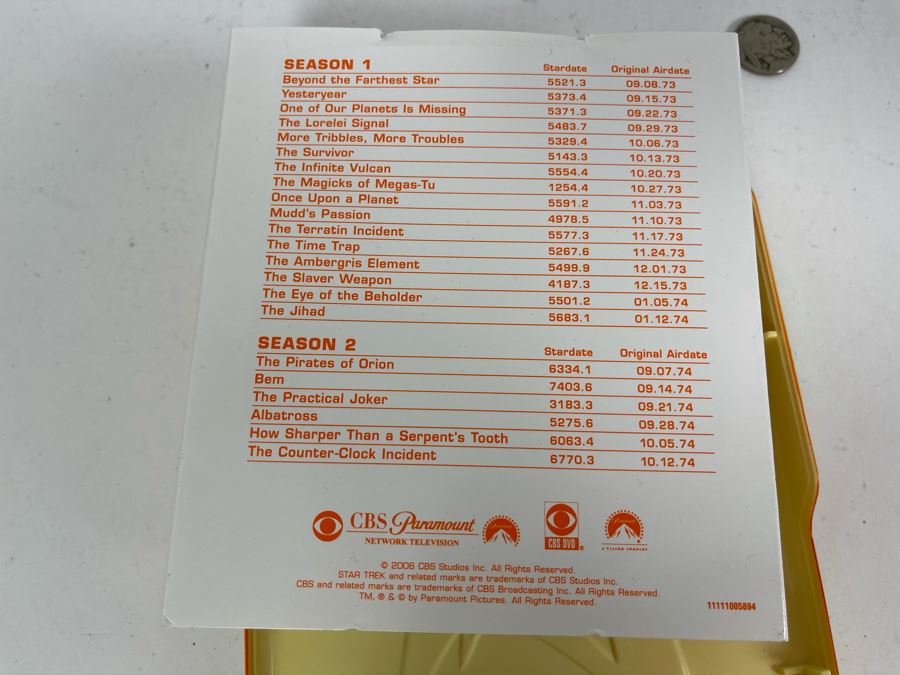 SEASON 1 Stardate Original Airdate
Beyond the Farthest Star 5521.3 09.08.73
Yesteryear 5373.4 09.15.73
One of Our Planets Is Missing 5371.3 09.22.73
The Lorelei Signal 5483.7 09.29.73
More Tribbles, More Troubles 5329.4 10.06.73
The Survivor 5143.3 10.13.73
The Infinite Vulcan 5554.4 10.20.73
The Magicks of Megas-Tu 1254.4 10.27.73
Once Upon a Planet 5591.2 11.03.73
Mudd's Passion 4978.5 11.10.73
The Terratin Incident 5577.3 11.17.73
The Time Trap 5267.6 11.24.73
The Ambergris Element 5499.9 12.01.73
The Slaver Weapon 4187.3 12.15.73
The Eye of the Beholder 5501.2 01.05.74
The Jihad 5683.1 01.12.74
SEASON 2 Stardate Original Airdate
The Pirates of Orion 6334.1 09.07.74
Bem 7403.6 09.14.74
The Practical Joker 3183.3 09.21.74
Albatross 5275.6 09.28.74
How Sharper Than a Serpent's Tooth 6063.4 10.05.74
The Counter-Clock Incident 6770.3 10.12.74
CBS Paramount
NETWORK TELEVISION
Paramount
CBS DVD
Paramount
A VIACOM COMPANY
© 2006 CBS Studios Inc. All Rights Reserved.
STAR TREK and related marks are trademarks of CBS Studios Inc.
CBS and related marks are trademarks of CBS Broadcasting Inc. All Rights Reserved.
TM, ® & © by Paramount Pictures. All Rights Reserved.
11111005894